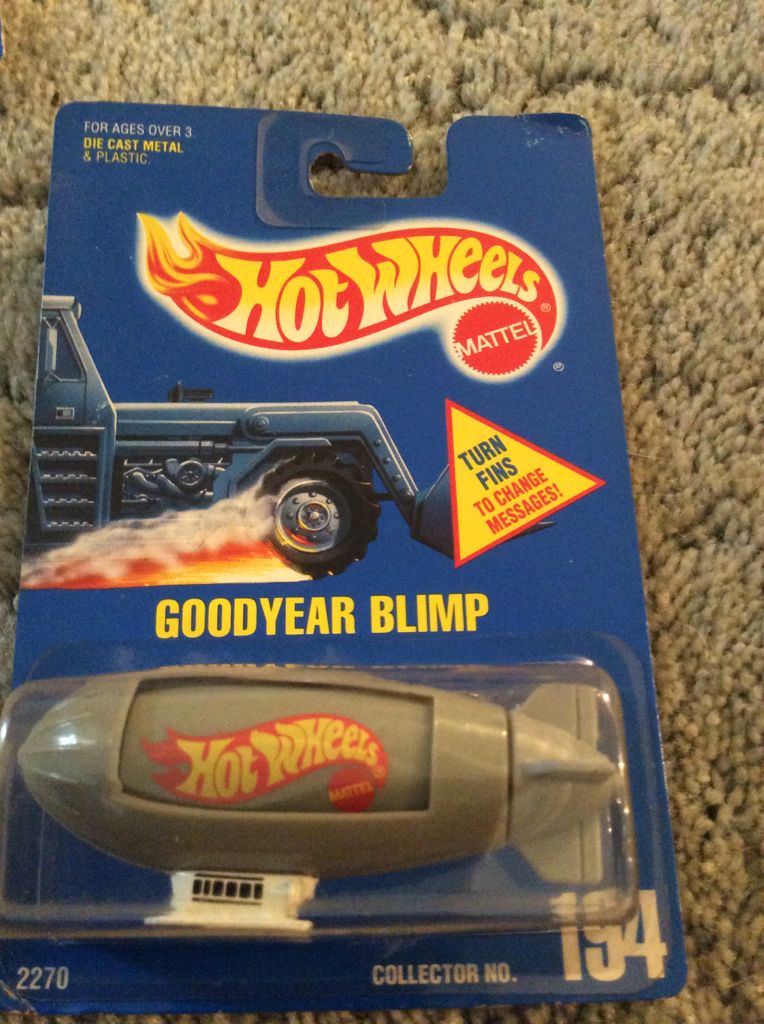 FOR AGES OVER 3.
DIE CAST METAL
& PLASTIC.
HOT WHEELS®
MATTEL
®
TURN
FINS
TO CHANGE
MESSAGES!
GOODYEAR BLIMP
HOT WHEELS
MATTEL
2270
COLLECTOR NO.
194